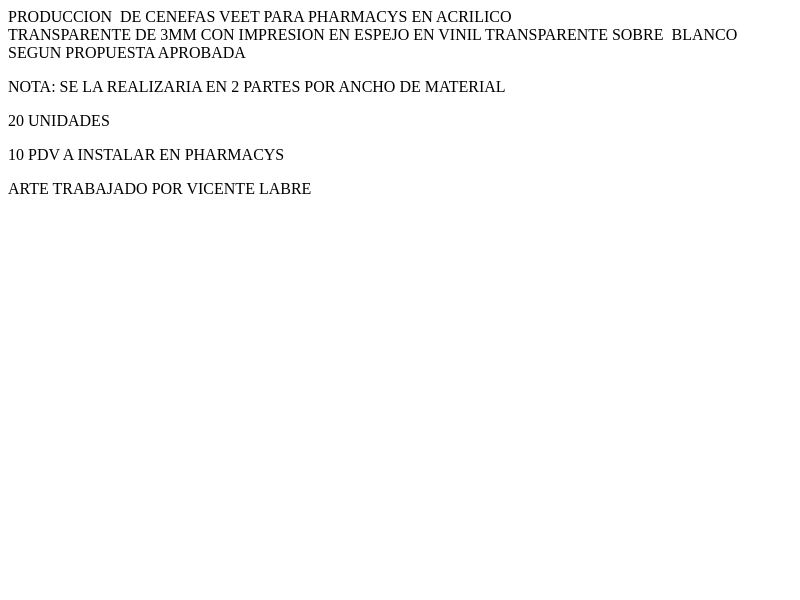 PRODUCCION  DE CENEFAS VEET PARA PHARMACYS EN ACRILICO
TRANSPARENTE DE 3MM CON IMPRESION EN ESPEJO EN VINIL TRANSPARENTE SOBRE  BLANCO
SEGUN PROPUESTA APROBADA
NOTA: SE LA REALIZARIA EN 2 PARTES POR ANCHO DE MATERIAL
20 UNIDADES
10 PDV A INSTALAR EN PHARMACYS
ARTE TRABAJADO POR VICENTE LABRE